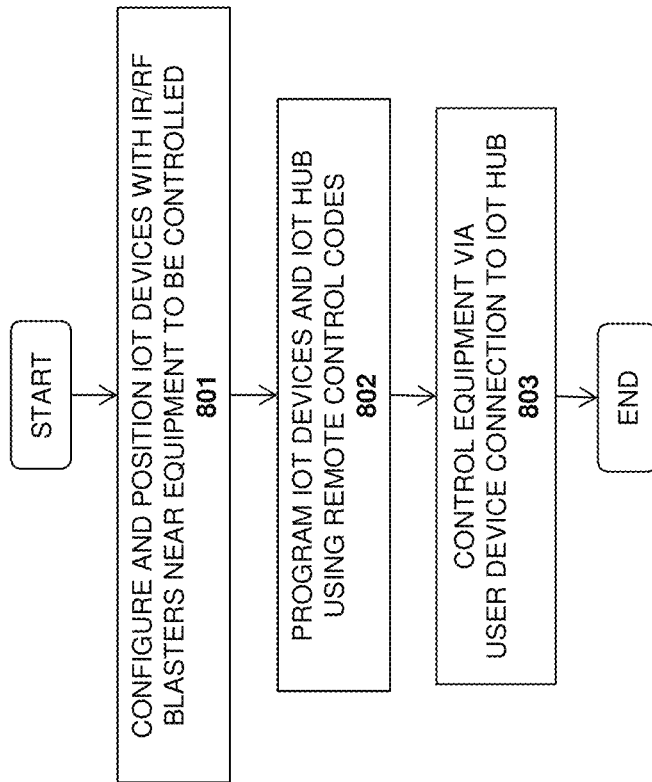 START
CONFIGURE AND POSITION IOT DEVICES WITH IR/RF
BLASTERS NEAR EQUIPMENT TO BE CONTROLLED
801
PROGRAM IOT DEVICES AND IOT HUB
USING REMOTE CONTROL CODES
802
CONTROL EQUIPMENT VIA
USER DEVICE CONNECTION TO IOT HUB
803
END